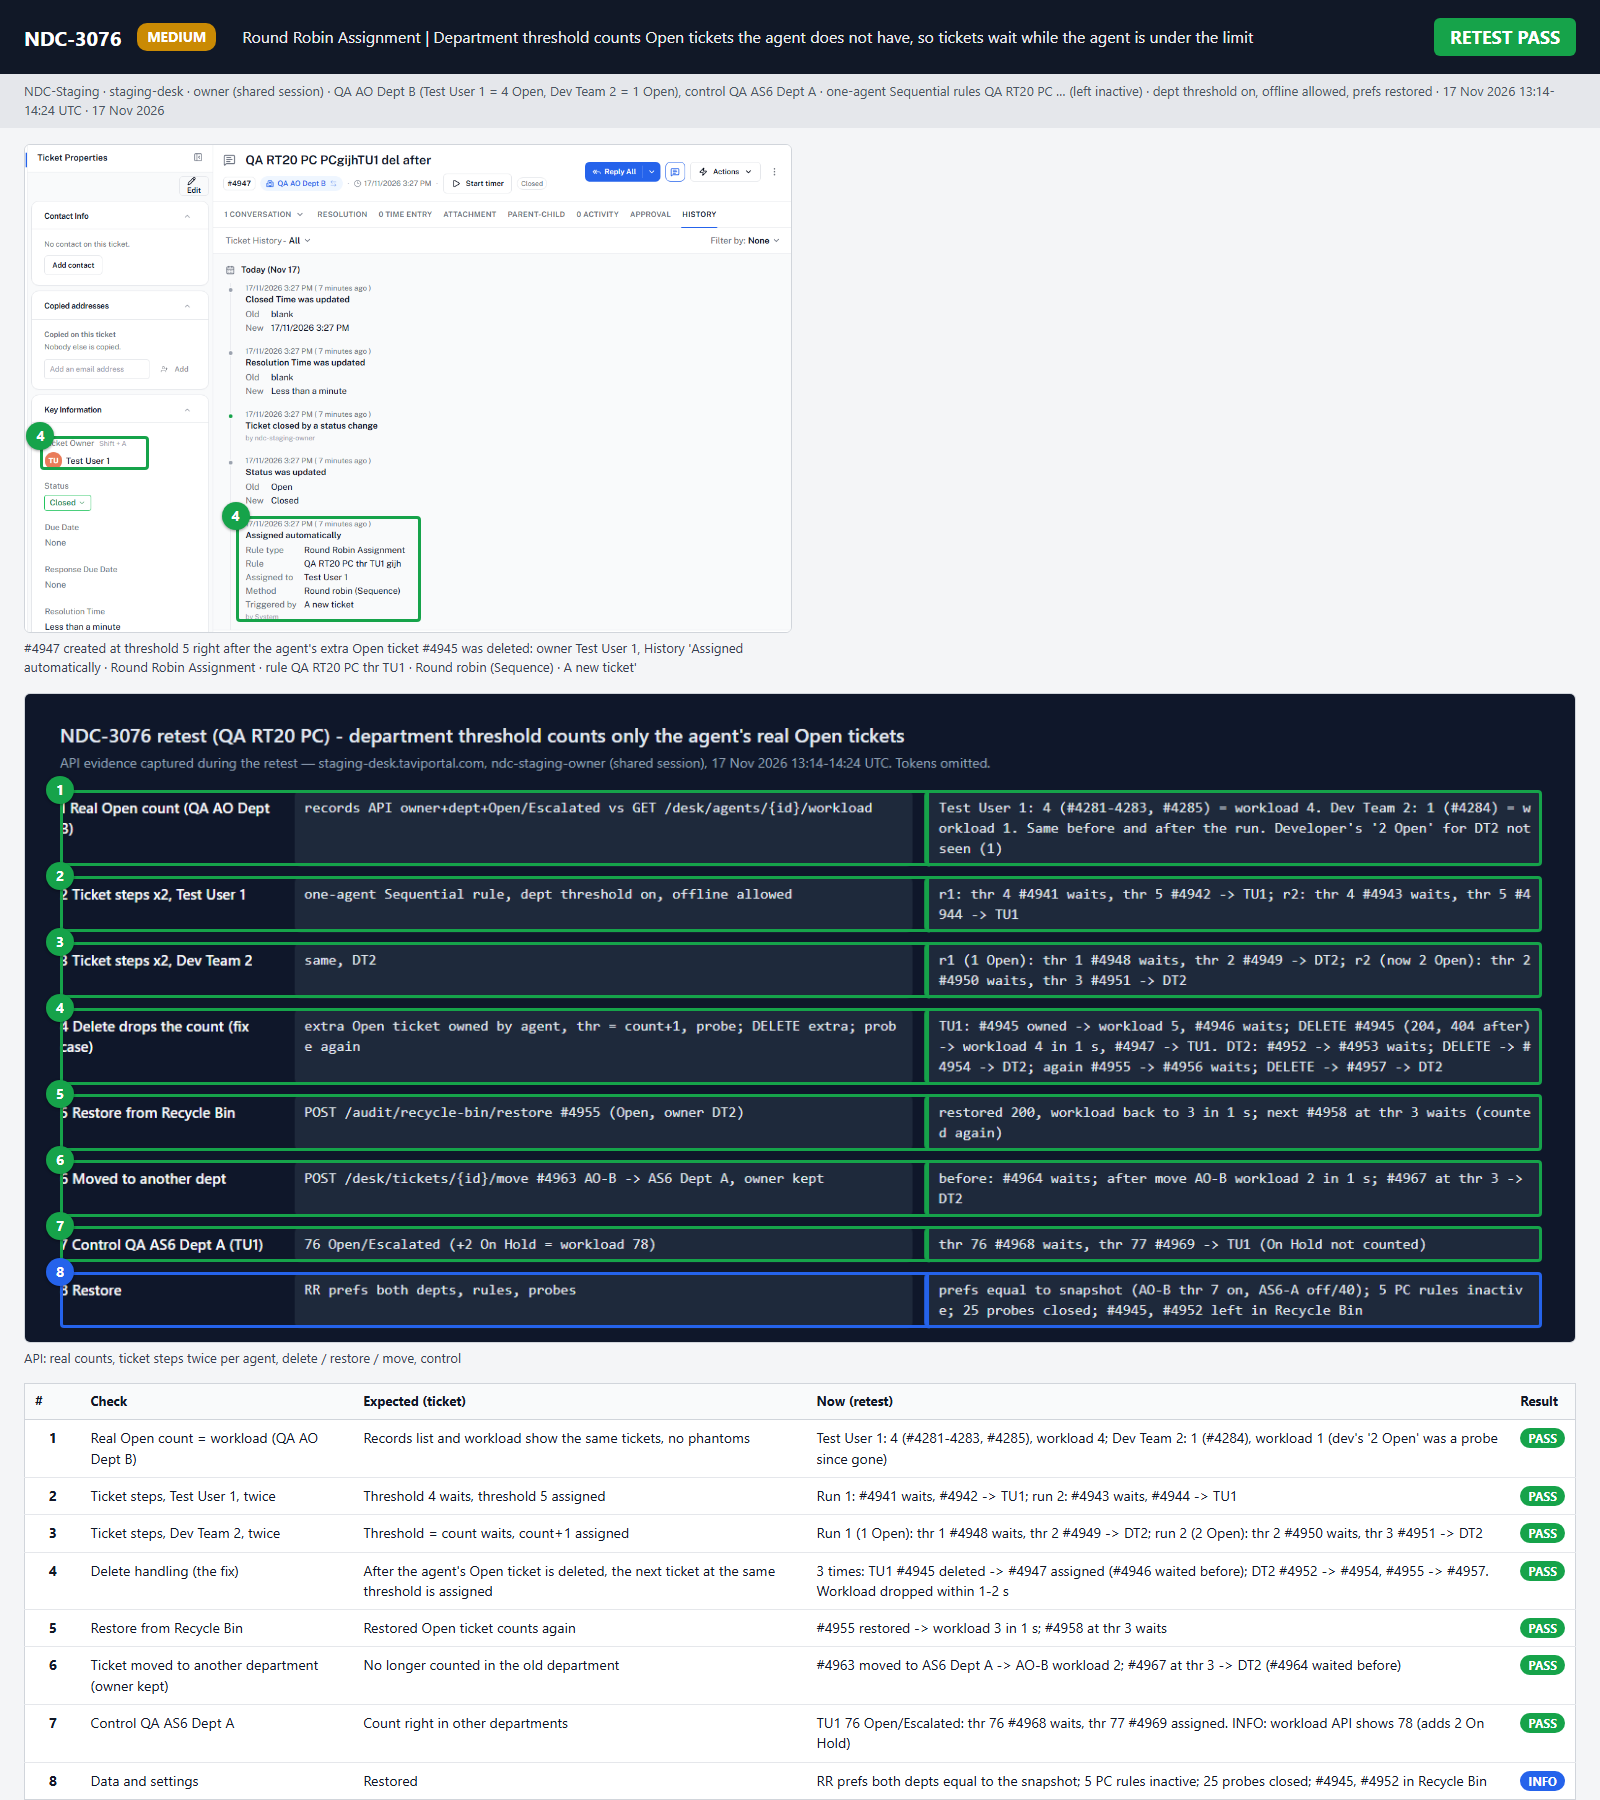 NDC-3076 MEDIUM Round Robin Assignment | Department threshold counts Open tickets the agent does not have, so tickets wait while the agent is under the limit RETEST PASS
NDC-Staging · staging-desk · owner (shared session) · QA AO Dept B (Test User 1 = 4 Open, Dev Team 2 = 1 Open), control QA AS6 Dept A · one-agent Sequential rules QA RT20 PC ... (left inactive) · dept threshold on, offline allowed, prefs restored · 17 Nov 2026 13:14-
14:24 UTC · 17 Nov 2026
Ticket Properties
Edit
Contact Info
No contact on this ticket.
Add contact
Copied addresses
Copied on this ticket
Nobody else is copied.
Add an email address Add
Key Information
4
cket Owner Shift + A
TU Test User 1
Status
Closed
Due Date
None
Response Due Date
None
Resolution Time
Less than a minute
QA RT20 PC PCgijhTU1 del after
#4947 QA AO Dept B · 17/11/2026 3:27 PM · Start timer Closed
Reply All Actions
1 CONVERSATION RESOLUTION 0 TIME ENTRY ATTACHMENT PARENT-CHILD 0 ACTIVITY APPROVAL HISTORY
Ticket History - All Filter by: None
Today (Nov 17)
17/11/2026 3:27 PM ( 7 minutes ago )
Closed Time was updated
Old blank
New 17/11/2026 3:27 PM
17/11/2026 3:27 PM ( 7 minutes ago )
Resolution Time was updated
Old blank
New Less than a minute
17/11/2026 3:27 PM ( 7 minutes ago )
Ticket closed by a status change
by ndc-staging-owner
17/11/2026 3:27 PM ( 7 minutes ago )
Status was updated
Old Open
New Closed
4
7/11/2026 3:27 PM ( 7 minutes ago )
Assigned automatically
Rule type Round Robin Assignment
Rule QA RT20 PC thr TU1 gijh
Assigned to Test User 1
Method Round robin (Sequence)
Triggered by A new ticket
by System
#4947 created at threshold 5 right after the agent's extra Open ticket #4945 was deleted: owner Test User 1, History 'Assigned
automatically · Round Robin Assignment · rule QA RT20 PC thr TU1 · Round robin (Sequence) · A new ticket'
NDC-3076 retest (QA RT20 PC) - department threshold counts only the agent's real Open tickets
API evidence captured during the retest — staging-desk.taviportal.com, ndc-staging-owner (shared session), 17 Nov 2026 13:14-14:24 UTC. Tokens omitted.
1
1 Real Open count (QA AO Dept
B)
records API owner+dept+Open/Escalated vs GET /desk/agents/{id}/workload
Test User 1: 4 (#4281-4283, #4285) = workload 4. Dev Team 2: 1 (#4284) = w
orkload 1. Same before and after the run. Developer's '2 Open' for DT2 not
seen (1)
2
2 Ticket steps x2, Test User 1
one-agent Sequential rule, dept threshold on, offline allowed
r1: thr 4 #4941 waits, thr 5 #4942 -> TU1; r2: thr 4 #4943 waits, thr 5 #4
944 -> TU1
3
3 Ticket steps x2, Dev Team 2
same, DT2
r1 (1 Open): thr 1 #4948 waits, thr 2 #4949 -> DT2; r2 (now 2 Open): thr 2
#4950 waits, thr 3 #4951 -> DT2
4
4 Delete drops the count (fix
case)
extra Open ticket owned by agent, thr = count+1, probe; DELETE extra; prob
e again
TU1: #4945 owned -> workload 5, #4946 waits; DELETE #4945 (204, 404 after)
-> workload 4 in 1 s, #4947 -> TU1. DT2: #4952 -> #4953 waits; DELETE -> #
4954 -> DT2; again #4955 -> #4956 waits; DELETE -> #4957 -> DT2
5
5 Restore from Recycle Bin
POST /audit/recycle-bin/restore #4955 (Open, owner DT2)
restored 200, workload back to 3 in 1 s; next #4958 at thr 3 waits (counte
d again)
6
6 Moved to another dept
POST /desk/tickets/{id}/move #4963 AO-B -> AS6 Dept A, owner kept
before: #4964 waits; after move AO-B workload 2 in 1 s; #4967 at thr 3 ->
DT2
7
7 Control QA AS6 Dept A (TU1)
76 Open/Escalated (+2 On Hold = workload 78)
thr 76 #4968 waits, thr 77 #4969 -> TU1 (On Hold not counted)
8
8 Restore
RR prefs both depts, rules, probes
prefs equal to snapshot (AO-B thr 7 on, AS6-A off/40); 5 PC rules inactiv
e; 25 probes closed; #4945, #4952 left in Recycle Bin
API: real counts, ticket steps twice per agent, delete / restore / move, control
# Check Expected (ticket) Now (retest) Result
1 Real Open count = workload (QA AO
Dept B)
Records list and workload show the same tickets, no phantoms
Test User 1: 4 (#4281-4283, #4285), workload 4; Dev Team 2: 1 (#4284), workload 1 (dev's '2 Open' was a probe
since gone)
PASS
2 Ticket steps, Test User 1, twice Threshold 4 waits, threshold 5 assigned Run 1: #4941 waits, #4942 -> TU1; run 2: #4943 waits, #4944 -> TU1 PASS
3 Ticket steps, Dev Team 2, twice Threshold = count waits, count+1 assigned Run 1 (1 Open): thr 1 #4948 waits, thr 2 #4949 -> DT2; run 2 (2 Open): thr 2 #4950 waits, thr 3 #4951 -> DT2 PASS
4 Delete handling (the fix)
After the agent's Open ticket is deleted, the next ticket at the same
threshold is assigned
3 times: TU1 #4945 deleted -> #4947 assigned (#4946 waited before); DT2 #4952 -> #4954, #4955 -> #4957.
Workload dropped within 1-2 s
PASS
5 Restore from Recycle Bin Restored Open ticket counts again #4955 restored -> workload 3 in 1 s; #4958 at thr 3 waits PASS
6 Ticket moved to another department
(owner kept)
No longer counted in the old department
#4963 moved to AS6 Dept A -> AO-B workload 2; #4967 at thr 3 -> DT2 (#4964 waited before)
PASS
7 Control QA AS6 Dept A Count right in other departments
TU1 76 Open/Escalated: thr 76 #4968 waits, thr 77 #4969 assigned. INFO: workload API shows 78 (adds 2 On
Hold)
PASS
8 Data and settings Restored RR prefs both depts equal to the snapshot; 5 PC rules inactive; 25 probes closed; #4945, #4952 in Recycle Bin INFO